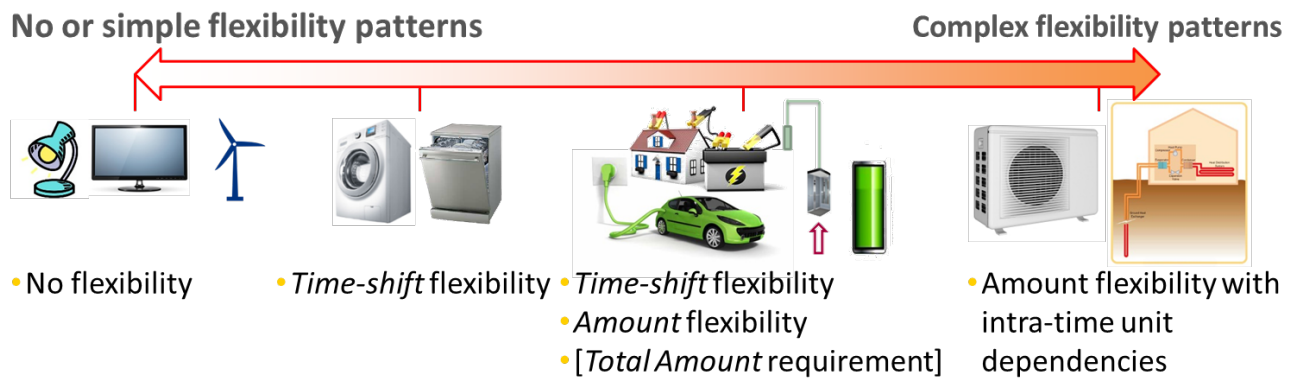 No or simple flexibility patterns
Complex flexibility patterns
• No flexibility
• Time-shift flexibility
• Time-shift flexibility
• Amount flexibility
• [Total Amount requirement]
• Amount flexibility with
intra-time unit
dependencies